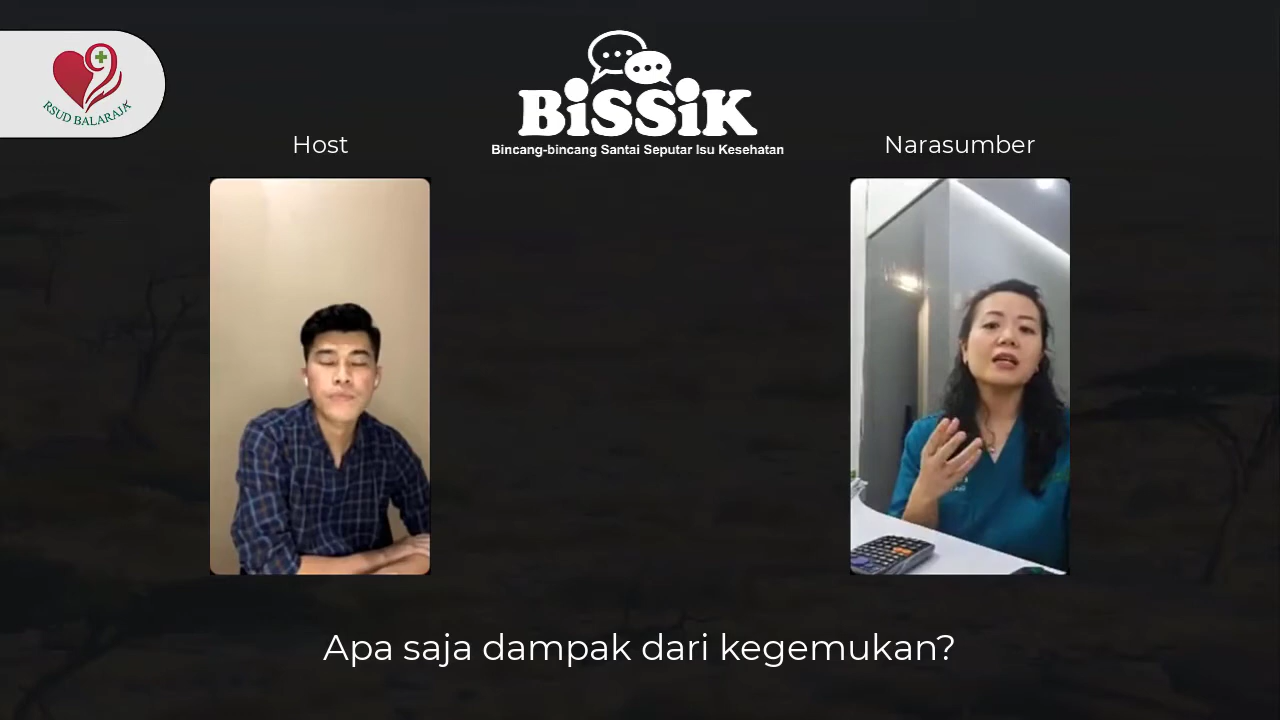 RSUD BALARAJA
BiSSiK
Bincang-bincang Santai Seputar Isu Kesehatan
Host
Narasumber
Apa saja dampak dari kegemukan?